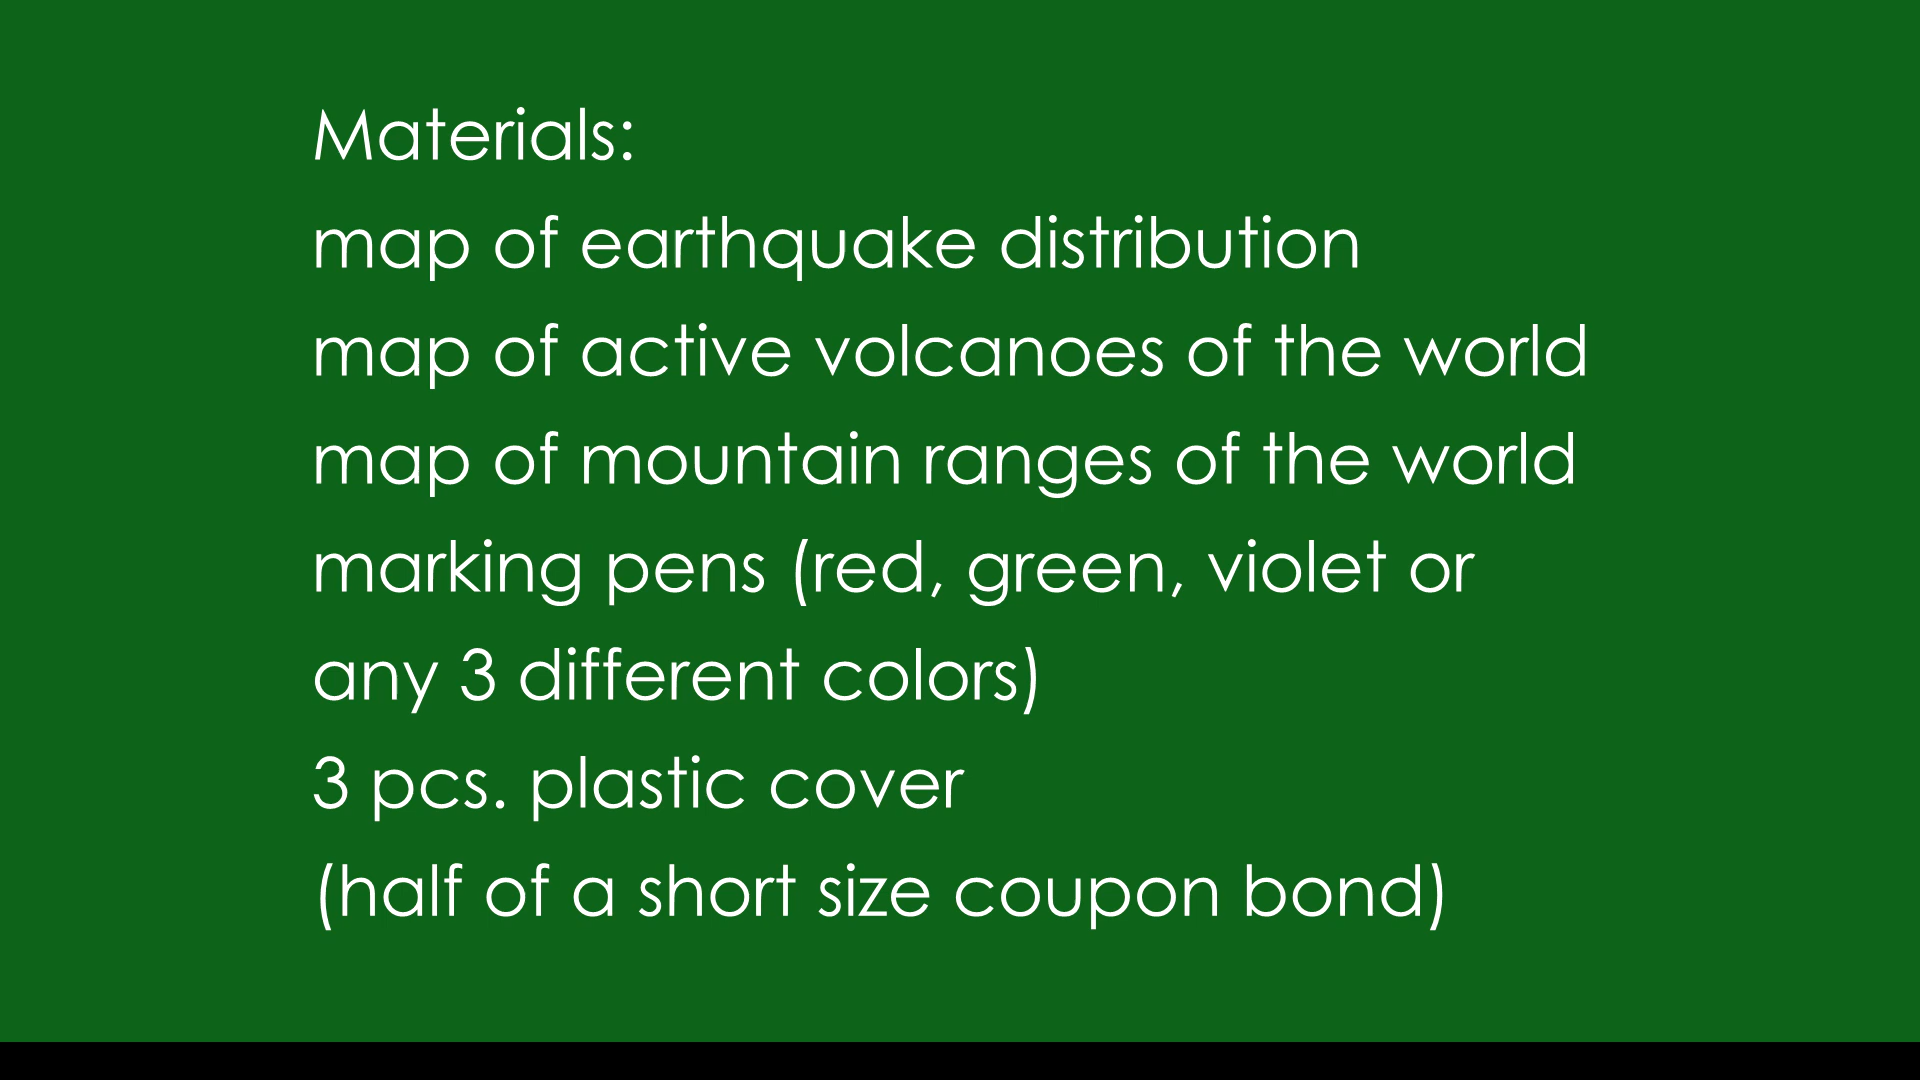 Materials:
map of earthquake distribution
map of active volcanoes of the world
map of mountain ranges of the world
marking pens (red, green, violet or
any 3 different colors)
3 pcs. plastic cover
(half of a short size coupon bond)